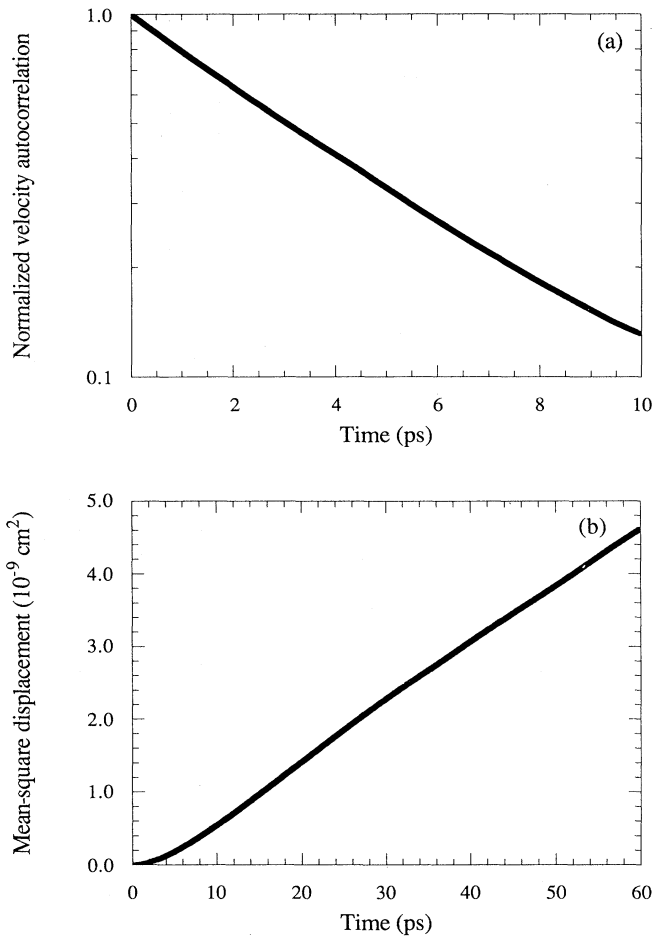 Normalized velocity autocorrelation
1.0
0.1
(a)
0 2 4 6 8 10
Time (ps)
Mean-square displacement (10⁻⁹ cm²)
5.0
4.0
3.0
2.0
1.0
0.0
(b)
0 10 20 30 40 50 60
Time (ps)